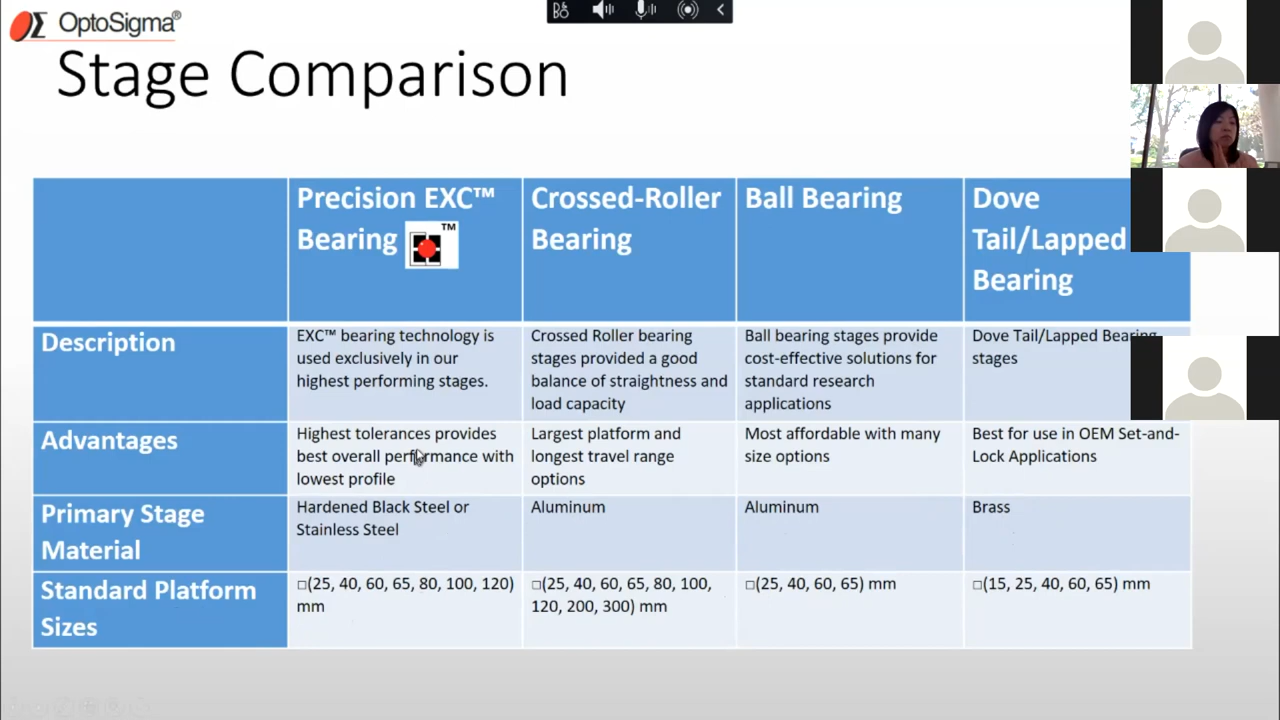 OptoSigma®
Stage Comparison
Precision EXC™
Bearing
TM
Crossed-Roller
Bearing
Ball Bearing
Dove
Tail/Lapped
Bearing
Description
EXC™ bearing technology is
used exclusively in our
highest performing stages.
Crossed Roller bearing
stages provided a good
balance of straightness and
load capacity
Ball bearing stages provide
cost-effective solutions for
standard research
applications
Dove Tail/Lapped Bearing
stages
Advantages
Highest tolerances provides
best overall performance with
lowest profile
Largest platform and
longest travel range
options
Most affordable with many
size options
Best for use in OEM Set-and-
Lock Applications
Primary Stage
Material
Hardened Black Steel or
Stainless Steel
Aluminum
Aluminum
Brass
Standard Platform
Sizes
□(25, 40, 60, 65, 80, 100, 120)
mm
□(25, 40, 60, 65, 80, 100,
120, 200, 300) mm
□(25, 40, 60, 65) mm
□(15, 25, 40, 60, 65) mm